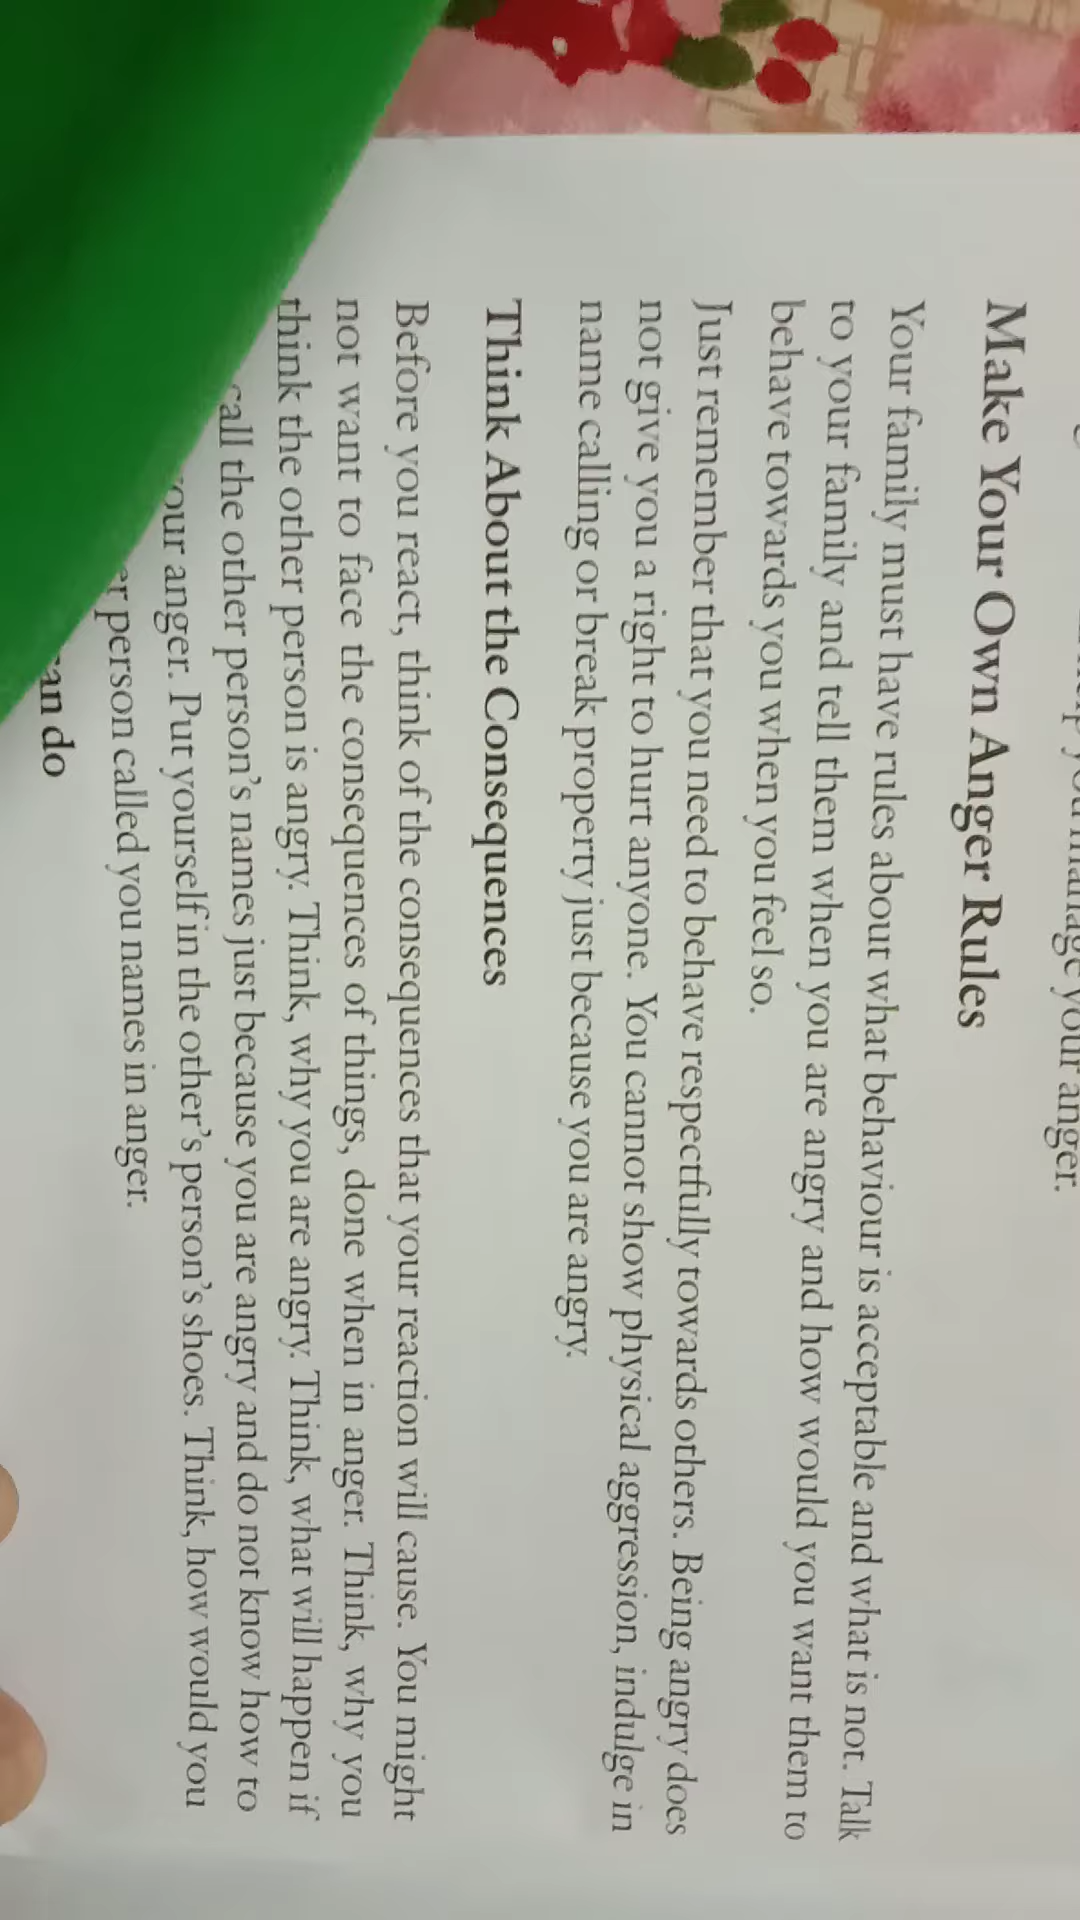 manage your anger.
Make Your Own Anger Rules
Your family must have rules about what behaviour is acceptable and what is not. Talk
to your family and tell them when you are angry and how would you want them to
behave towards you when you feel so.
Just remember that you need to behave respectfully towards others. Being angry does
not give you a right to hurt anyone. You cannot show physical aggression, indulge in
name calling or break property just because you are angry.
Think About the Consequences
Before you react, think of the consequences that your reaction will cause. You might
not want to face the consequences of things, done when in anger. Think, why you
think the other person is angry. Think, why you are angry. Think, what will happen if
call the other person's names just because you are angry and do not know how to
your anger. Put yourself in the other's person's shoes. Think, how would you
person called you names in anger.
do